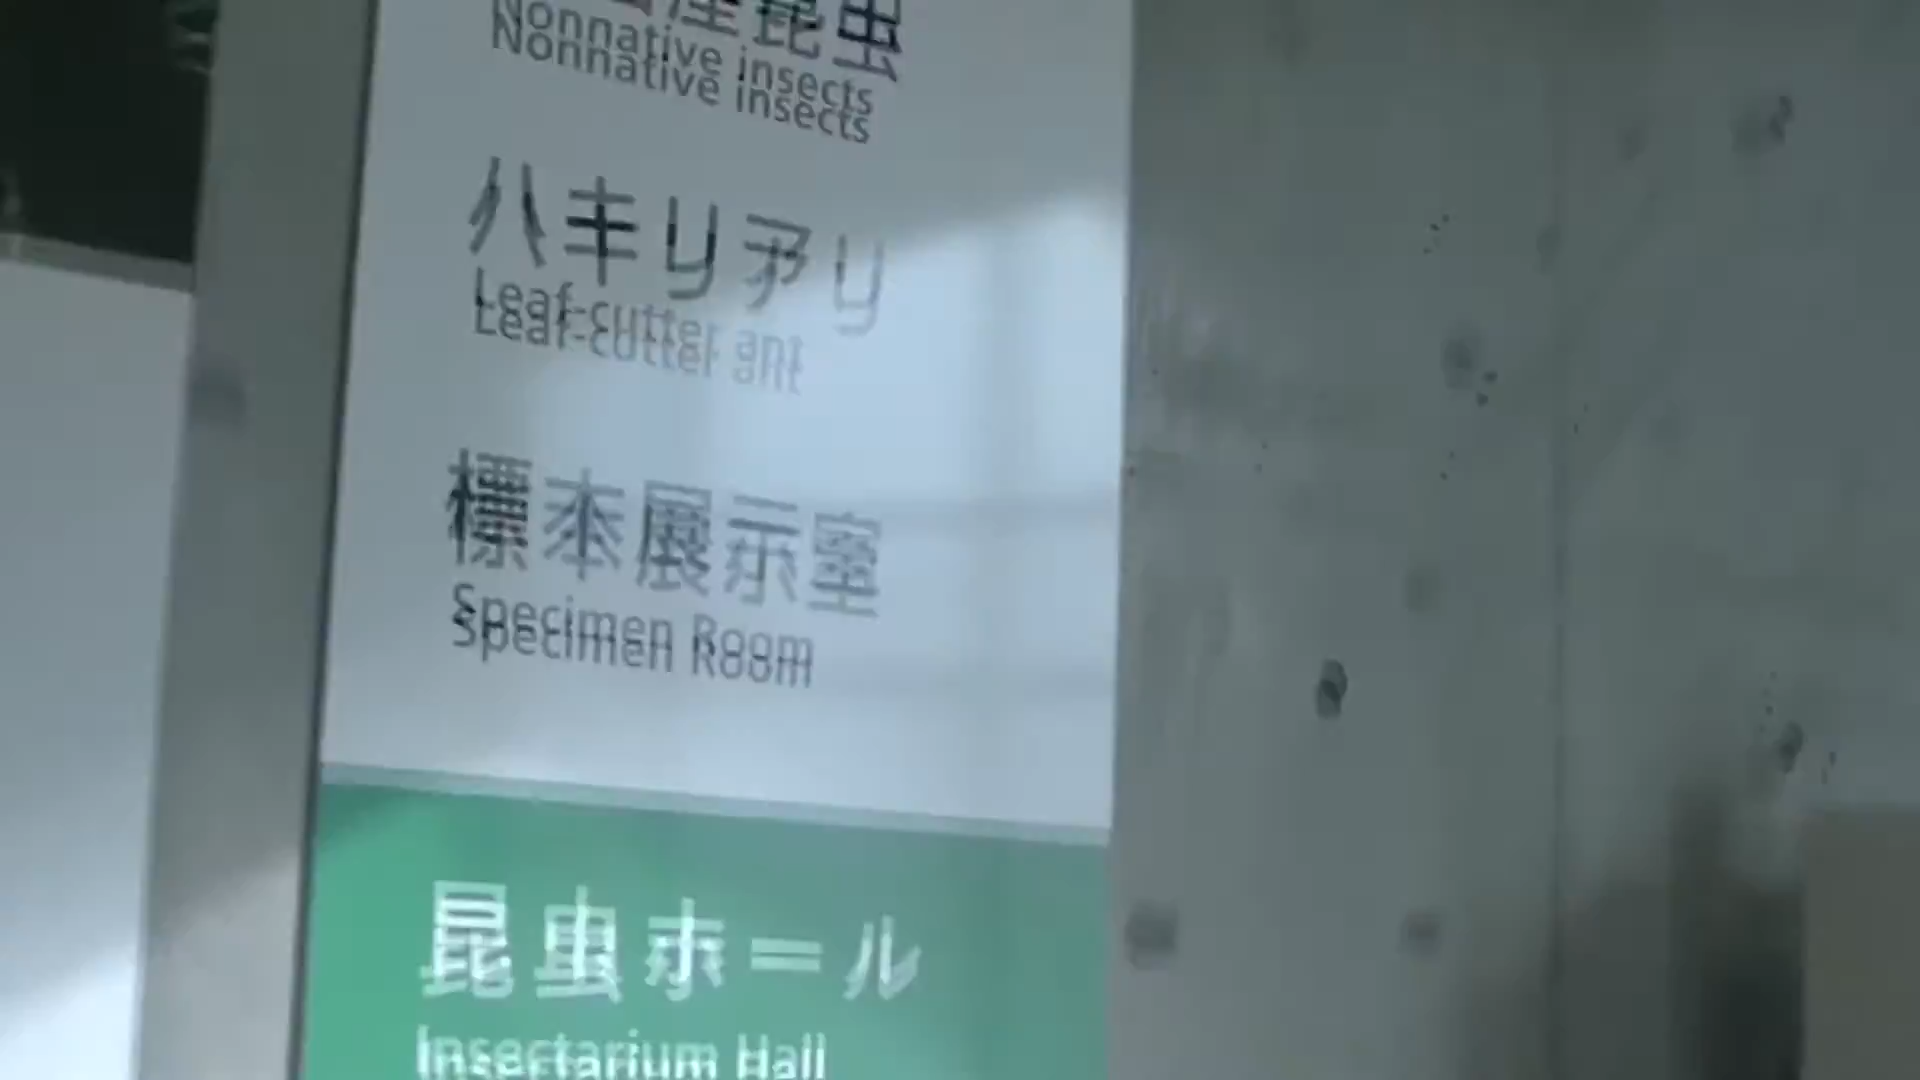 産昆虫
Nonnative insects
ハキリアリ
Leaf-cutter ant
標本展示室
Specimen Room
昆虫ホール
Insectarium Hall